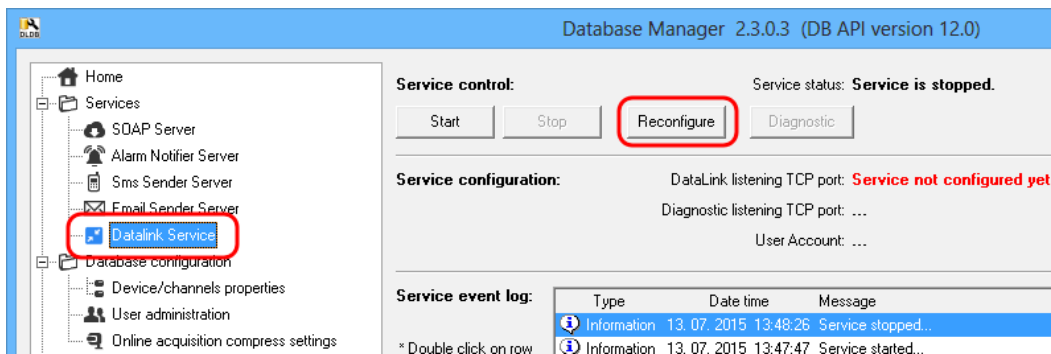 DLDB
Database Manager 2.3.0.3 (DB API version 12.0)
Home
Services
SOAP Server
Alarm Notifier Server
Sms Sender Server
Email Sender Server
Datalink Service
Database configuration
Device/channels properties
User administration
Online acquisition compress settings
Service control:
Service status: Service is stopped.
Start
Stop
Reconfigure
Diagnostic
Service configuration:
DataLink listening TCP port: Service not configured yet
Diagnostic listening TCP port: ...
User Account: ...
Service event log:
* Double click on row
Type Date time Message
Information 13. 07. 2015 13:48:26 Service stopped...
Information 13. 07. 2015 13:47:47 Service started...